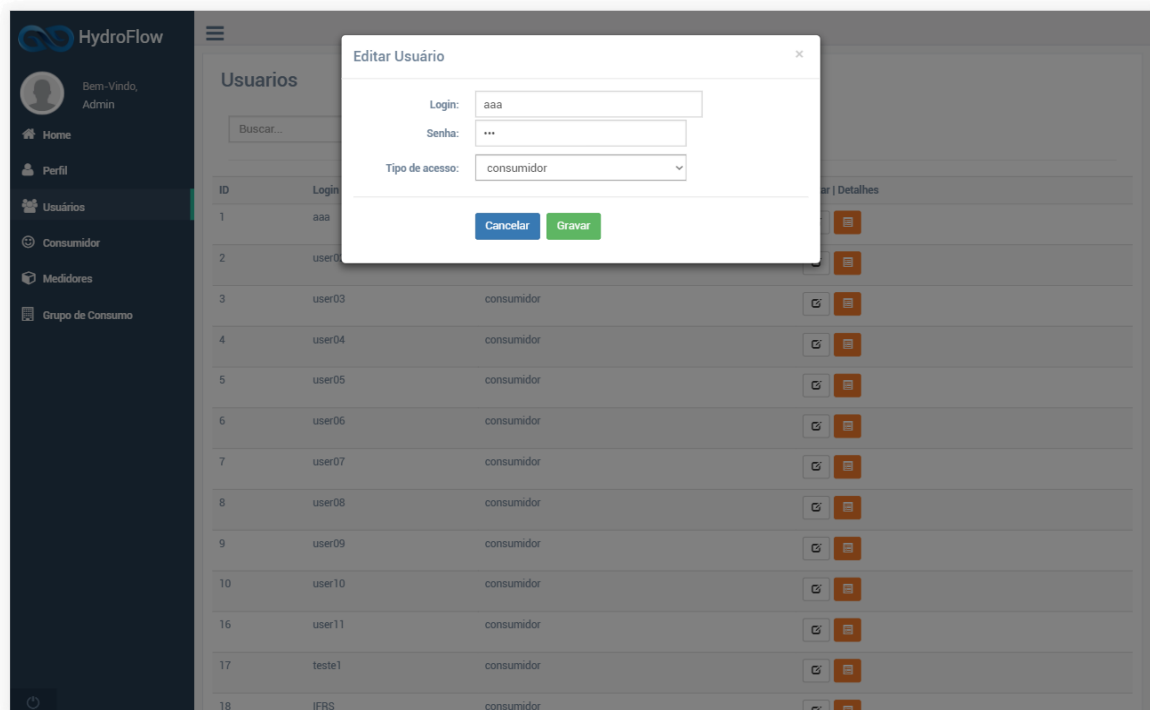 HydroFlow
Bem-Vindo,
Admin
Home
Perfil
Usuários
Consumidor
Medidores
Grupo de Consumo
Usuarios
Buscar...
Editar Usuário
×
Login:
aaa
Senha:
•••
Tipo de acesso:
consumidor
Cancelar
Gravar
ID
Login
| Detalhes
1
aaa
2
3
user03
consumidor
4
user04
consumidor
5
user05
consumidor
6
user06
consumidor
7
user07
consumidor
8
user08
consumidor
9
user09
consumidor
10
user10
consumidor
16
user11
consumidor
17
teste1
consumidor
18
IFRS
consumidor